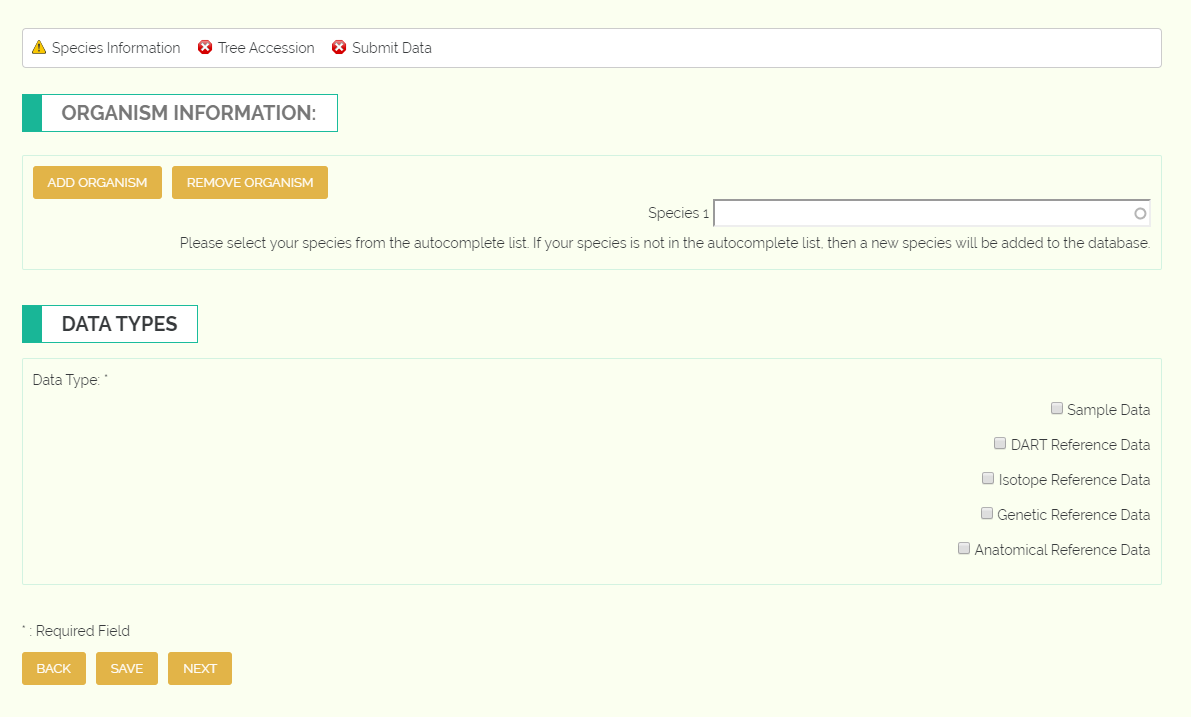 Species Information Tree Accession Submit Data
ORGANISM INFORMATION:
ADD ORGANISM REMOVE ORGANISM
Species 1
Please select your species from the autocomplete list. If your species is not in the autocomplete list, then a new species will be added to the database.
DATA TYPES
Data Type: *
Sample Data
DART Reference Data
Isotope Reference Data
Genetic Reference Data
Anatomical Reference Data
* : Required Field
BACK SAVE NEXT